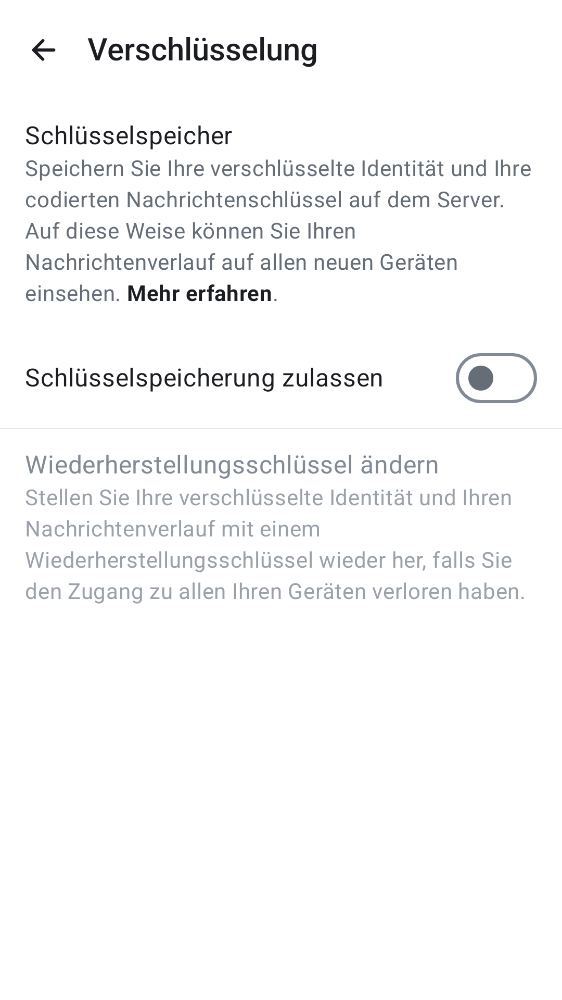 Verschlüsselung
Schlüsselspeicher
Speichern Sie Ihre verschlüsselte Identität und Ihre
codierten Nachrichtenschlüssel auf dem Server.
Auf diese Weise können Sie Ihren
Nachrichtenverlauf auf allen neuen Geräten
einsehen. Mehr erfahren.
Schlüsselspeicherung zulassen
Wiederherstellungsschlüssel ändern
Stellen Sie Ihre verschlüsselte Identität und Ihren
Nachrichtenverlauf mit einem
Wiederherstellungsschlüssel wieder her, falls Sie
den Zugang zu allen Ihren Geräten verloren haben.